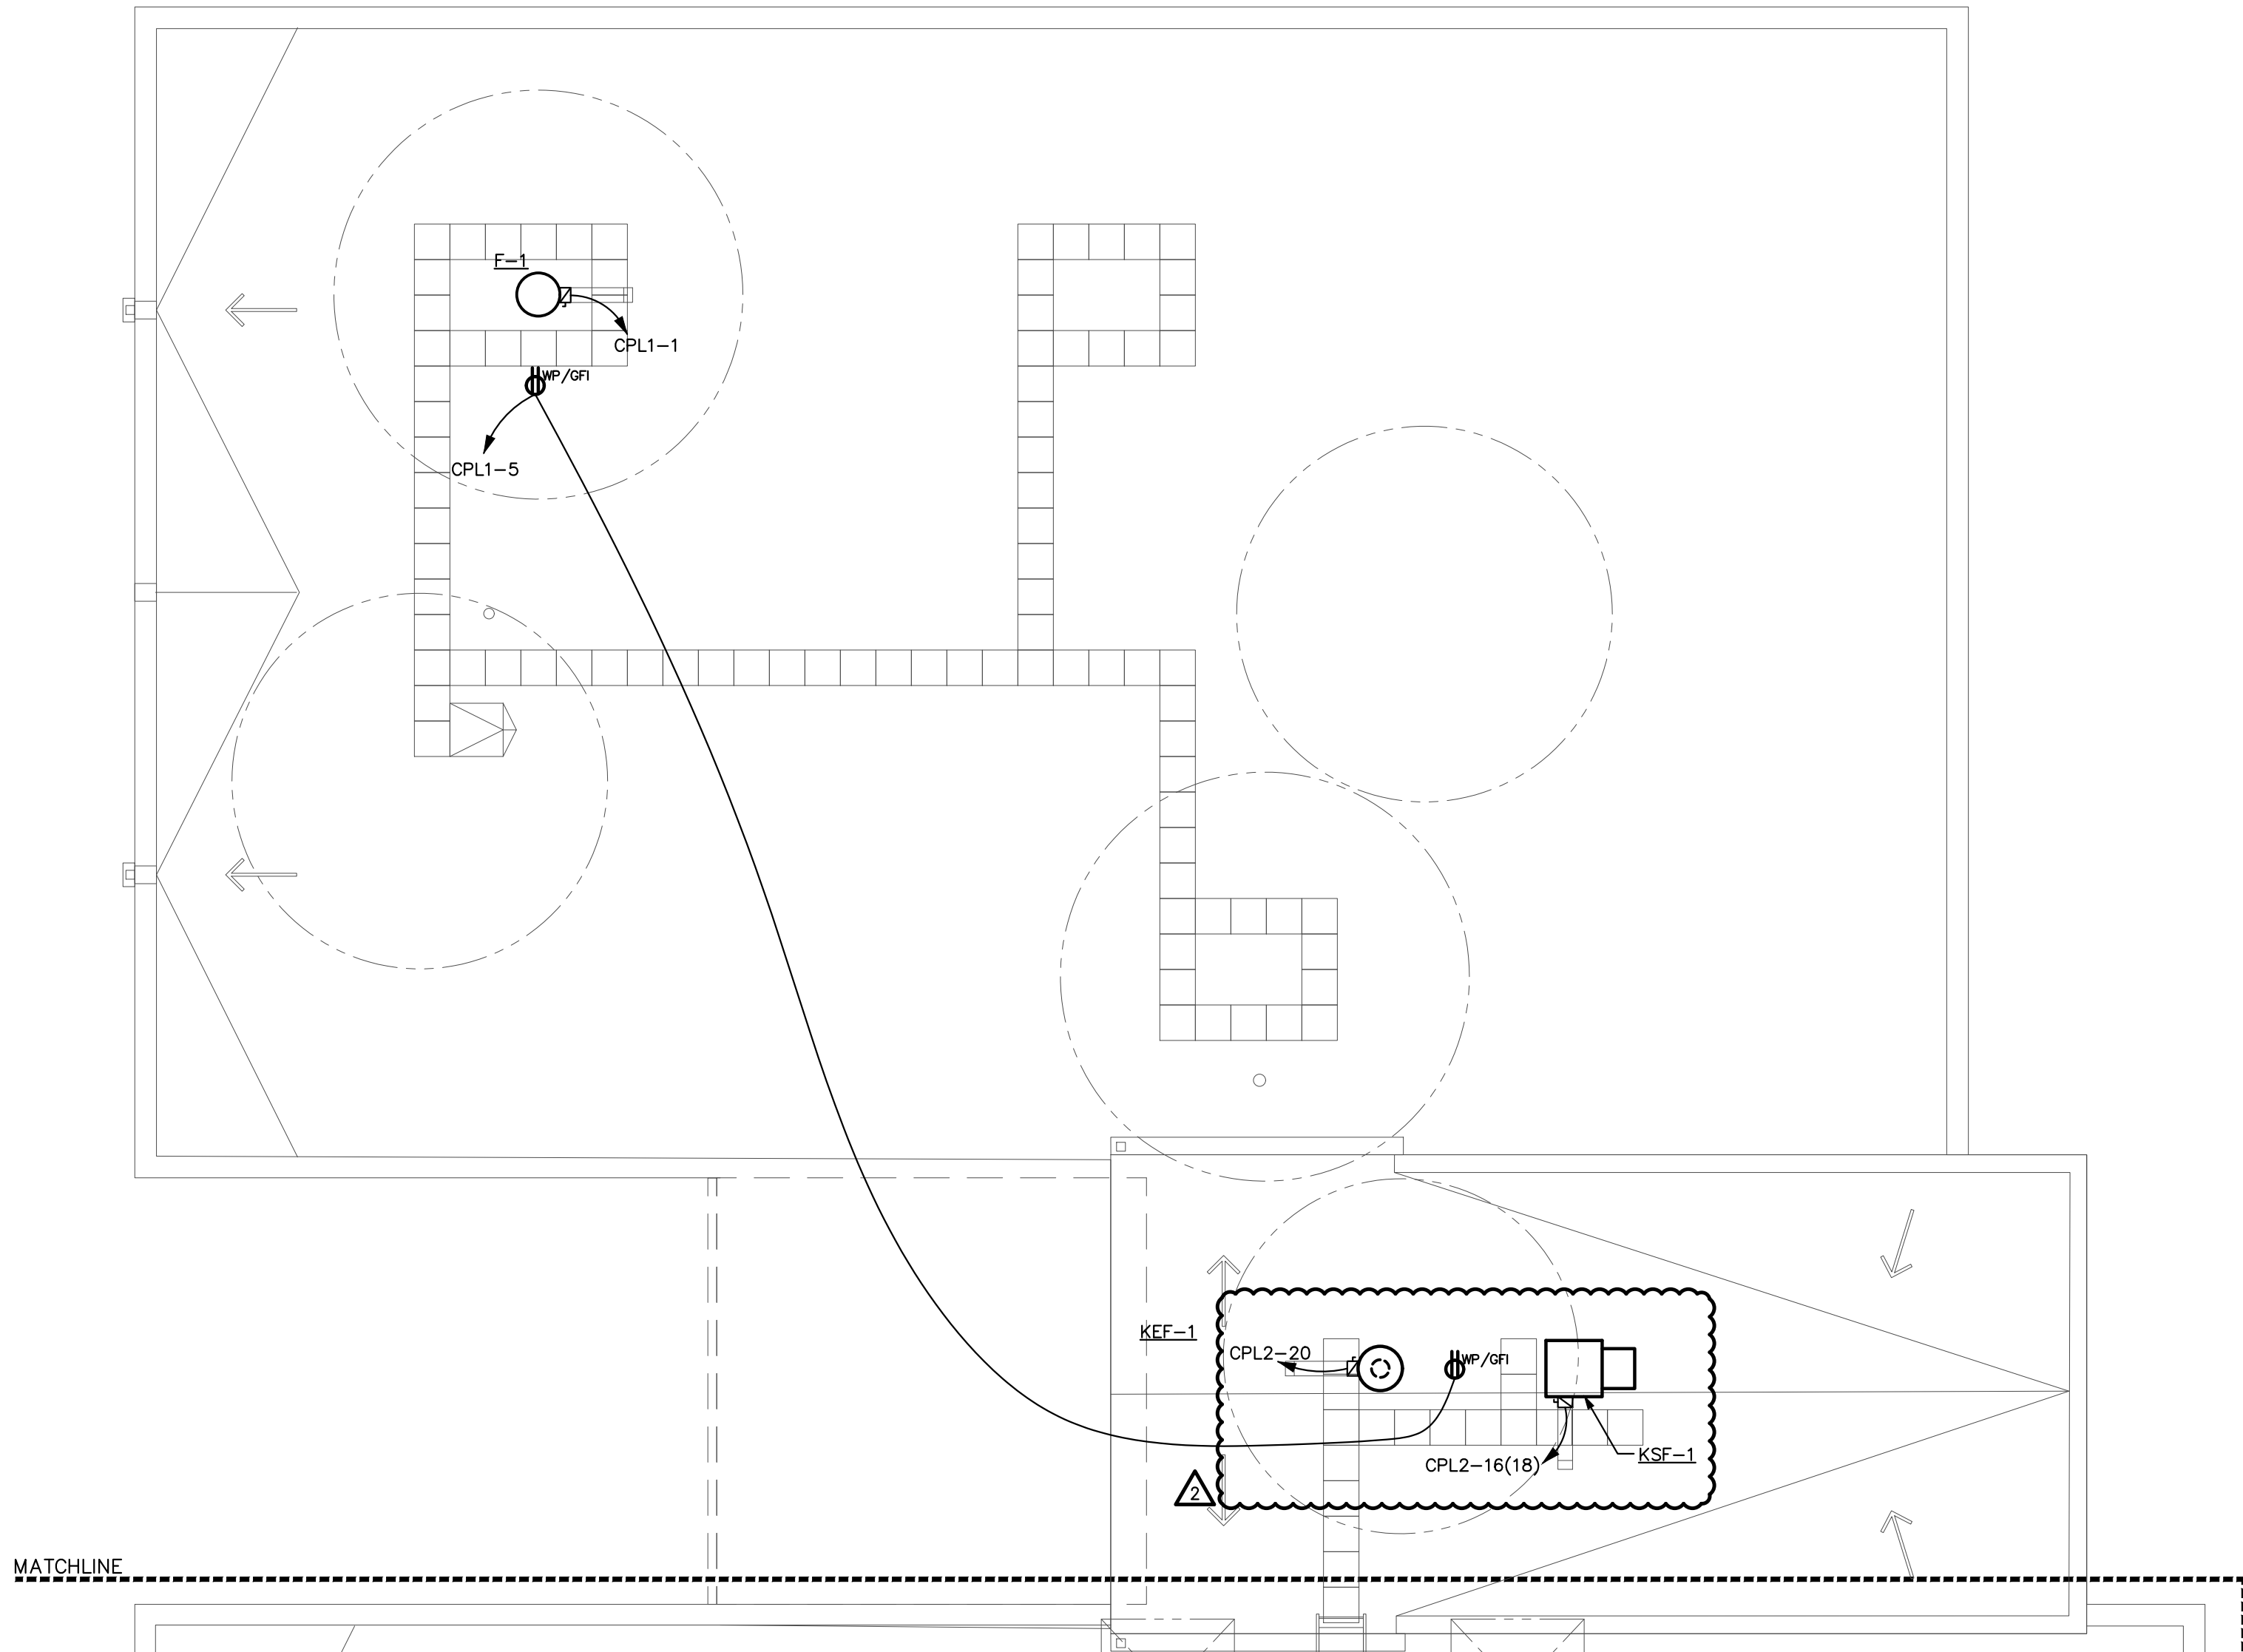 F-1
CPL1-1
WP/GFI
CPL1-5
KEF-1
CPL2-20
WP/GFI
KSF-1
CPL2-16(18)
2
MATCHLINE